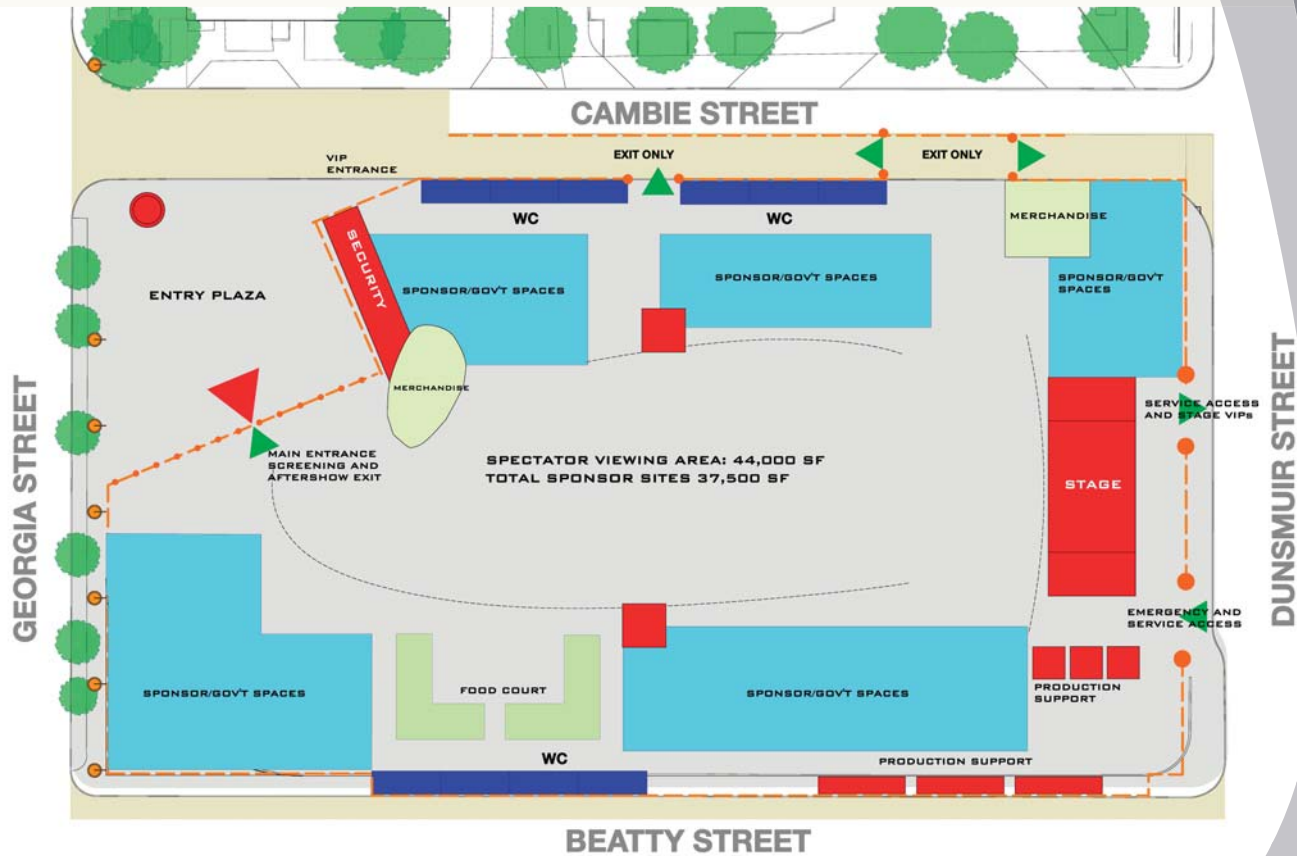 CAMBIE STREET
VIP
ENTRANCE
EXIT ONLY
EXIT ONLY
WC
WC
MERCHANDISE
SECURITY
ENTRY PLAZA
SPONSOR/GOV'T SPACES
SPONSOR/GOV'T SPACES
SPONSOR/GOV'T
SPACES
MERCHANDISE
GEORGIA STREET
DUNSMUIR STREET
SERVICE ACCESS
AND STAGE VIPs
MAIN ENTRANCE
SCREENING AND
AFTERSHOW EXIT
SPECTATOR VIEWING AREA: 44,000 SF
TOTAL SPONSOR SITES 37,500 SF
STAGE
EMERGENCY AND
SERVICE ACCESS
SPONSOR/GOV'T SPACES
FOOD COURT
SPONSOR/GOV'T SPACES
PRODUCTION
SUPPORT
WC
PRODUCTION SUPPORT
BEATTY STREET